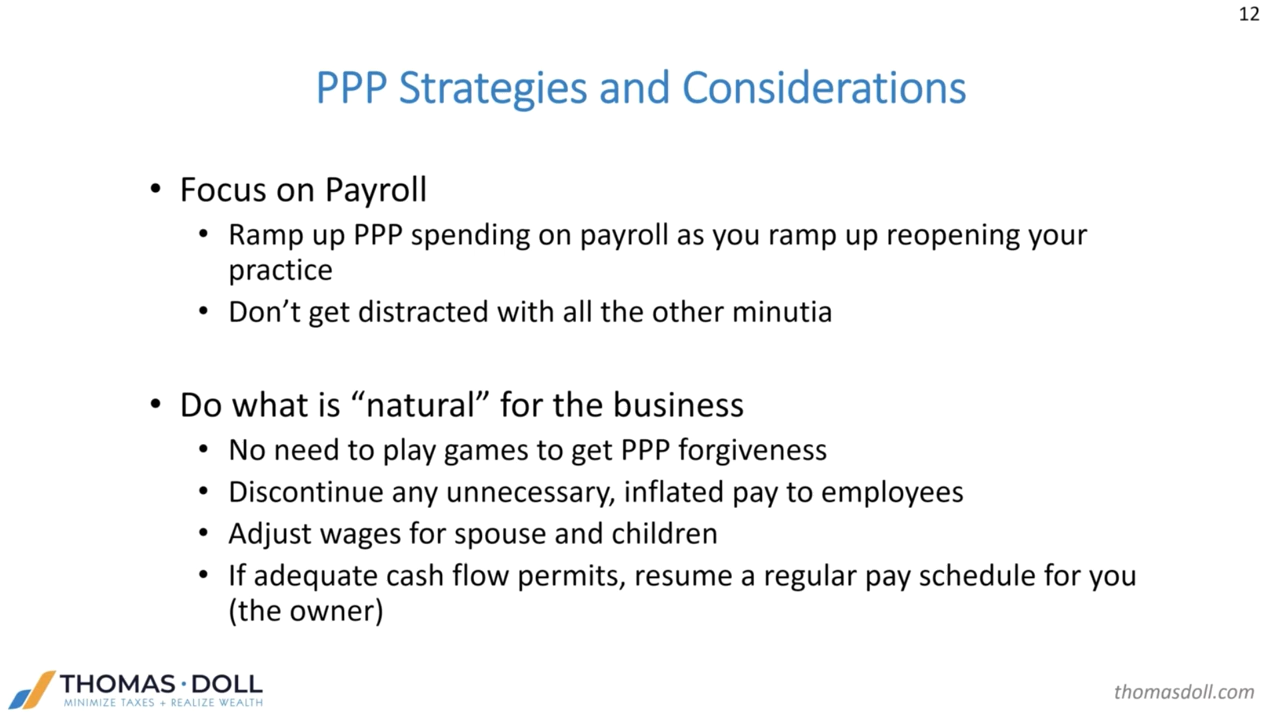 12
PPP Strategies and Considerations
• Focus on Payroll
• Ramp up PPP spending on payroll as you ramp up reopening your
practice
• Don’t get distracted with all the other minutia
• Do what is “natural” for the business
• No need to play games to get PPP forgiveness
• Discontinue any unnecessary, inflated pay to employees
• Adjust wages for spouse and children
• If adequate cash flow permits, resume a regular pay schedule for you
(the owner)
THOMAS·DOLL
MINIMIZE TAXES + REALIZE WEALTH
thomasdoll.com